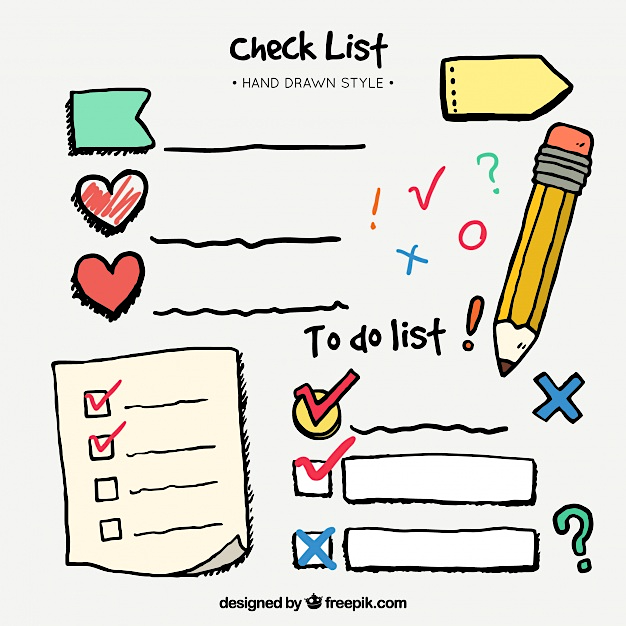 Check List
• HAND DRAWN STYLE •
! ✓ ?
× O
To do list !
?
designed by freepik.com